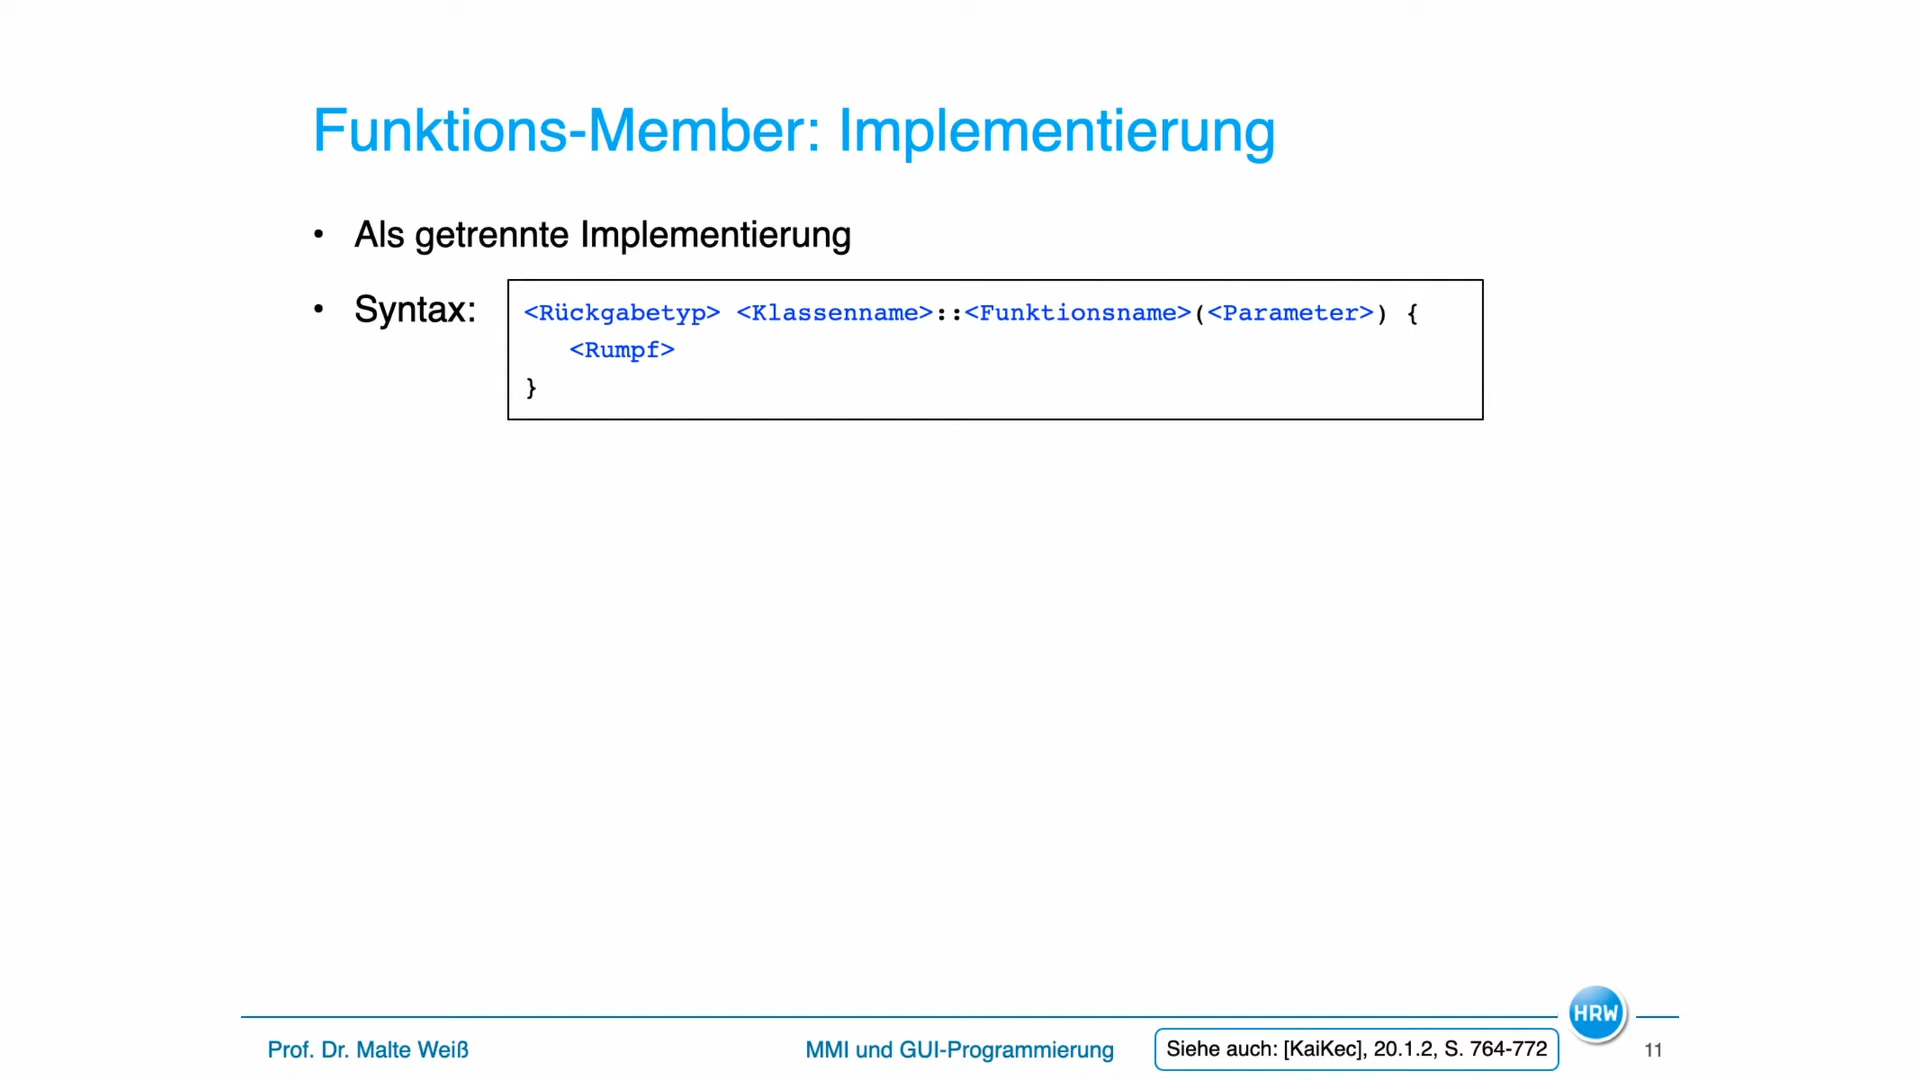 Funktions-Member: Implementierung
• Als getrennte Implementierung
• Syntax:
<Rückgabetyp> <Klassenname>::<Funktionsname>(<Parameter>) {
<Rumpf>
}
HRW
Prof. Dr. Malte Weiß
MMI und GUI-Programmierung
Siehe auch: [KaiKec], 20.1.2, S. 764-772
11